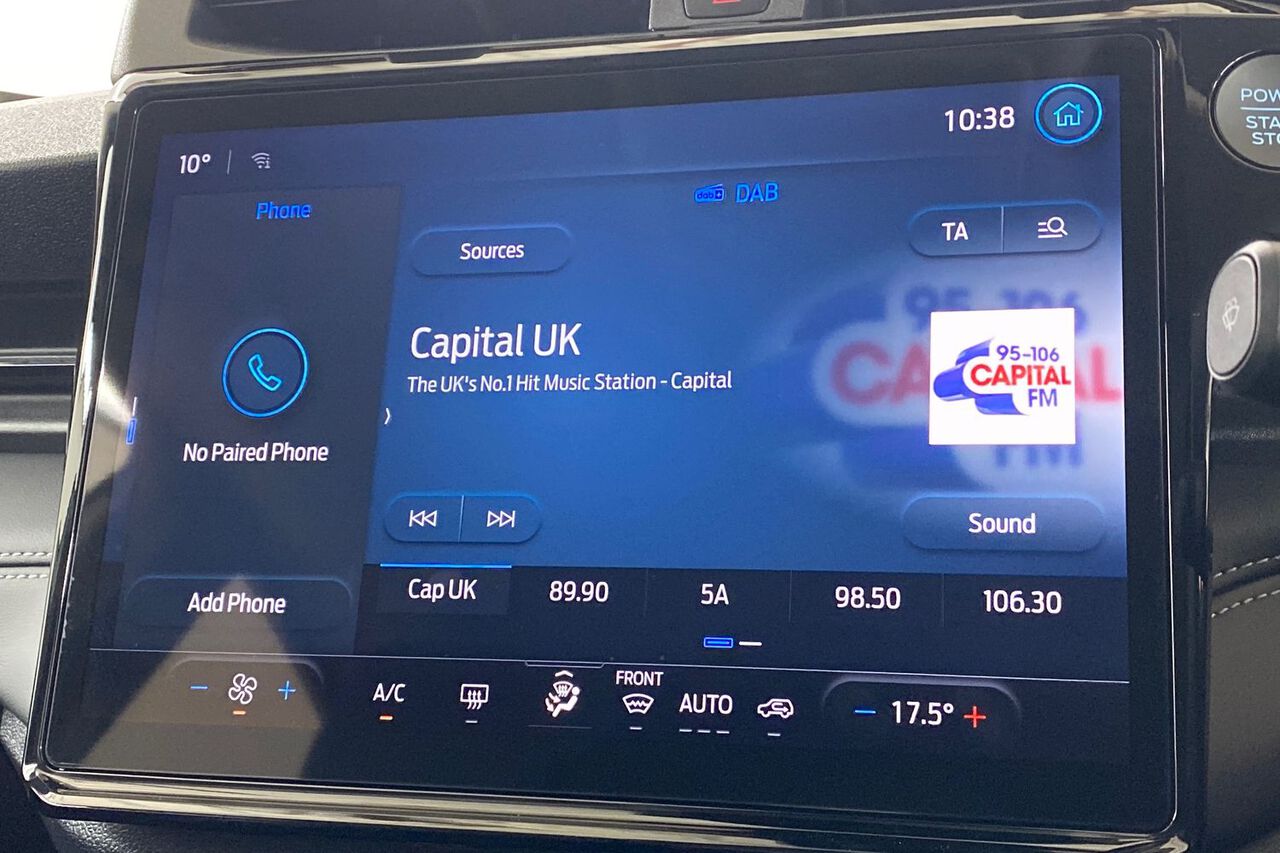 10°
10:38
Phone
dab+ DAB
Sources
TA
Capital UK
The UK's No.1 Hit Music Station - Capital
95-106
CAPITAL
FM
No Paired Phone
Sound
Add Phone
Cap UK
89.90
5A
98.50
106.30
A/C
FRONT
AUTO
17.5°